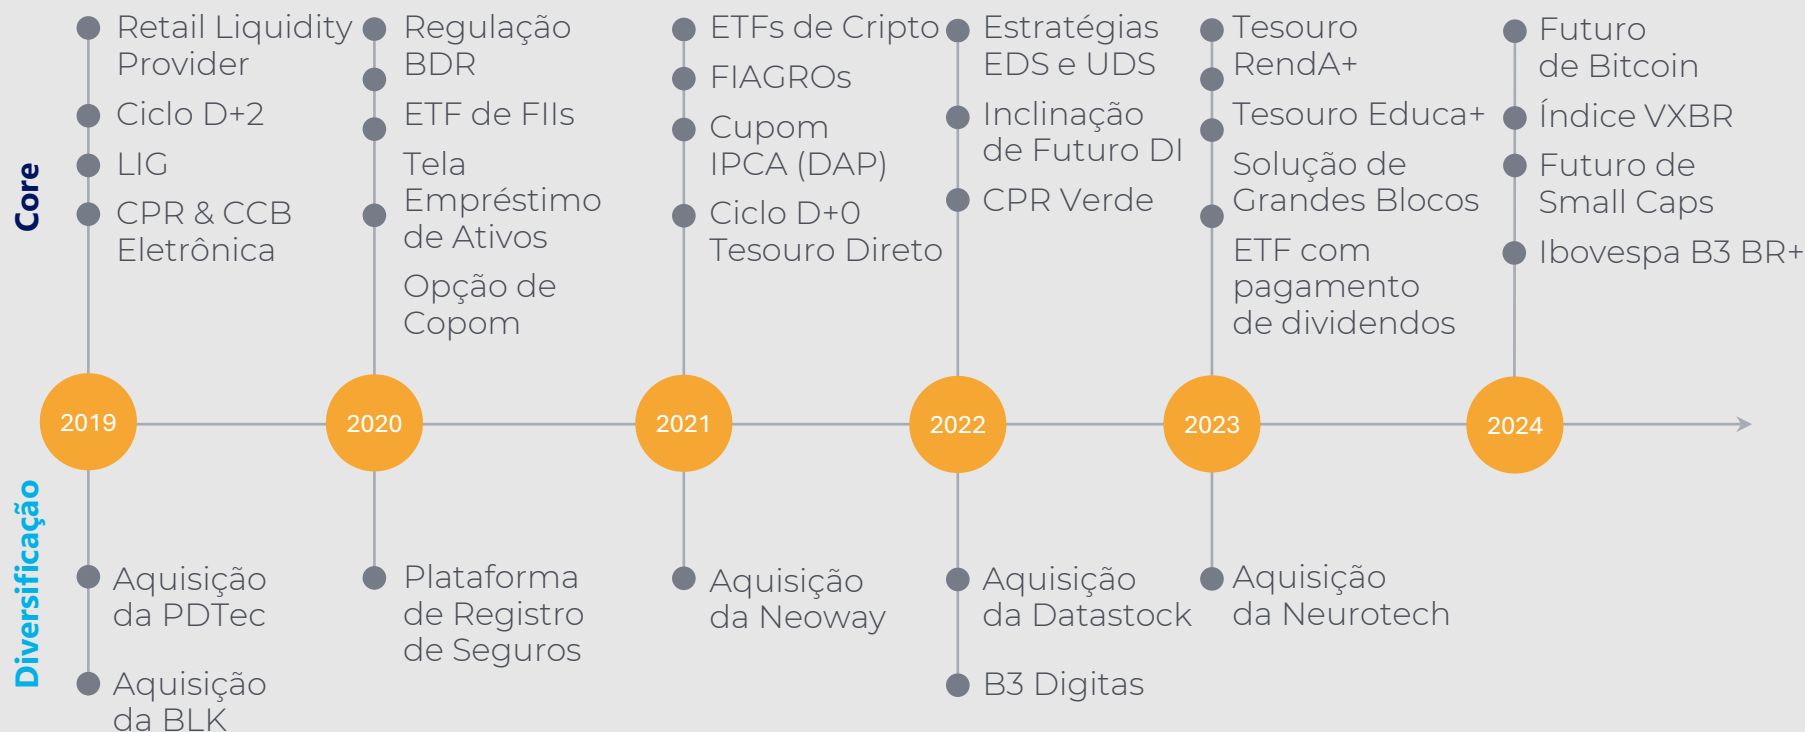 Core
Retail Liquidity
Provider
Ciclo D+2
LIG
CPR & CCB
Eletrônica
Regulação
BDR
ETF de FIIs
Tela
Empréstimo
de Ativos
Opção de
Copom
ETFs de Cripto
FIAGROs
Cupom
IPCA (DAP)
Ciclo D+0
Tesouro Direto
Estratégias
EDS e UDS
Inclinação
de Futuro DI
CPR Verde
Tesouro
RendA+
Tesouro Educa+
Solução de
Grandes Blocos
ETF com
pagamento
de dividendos
Futuro
de Bitcoin
Índice VXBR
Futuro de
Small Caps
Ibovespa B3 BR+
2019
2020
2021
2022
2023
2024
Diversificação
Aquisição
da PDTec
Aquisição
da BLK
Plataforma
de Registro
de Seguros
Aquisição
da Neoway
Aquisição
da Datastock
B3 Digitas
Aquisição
da Neurotech